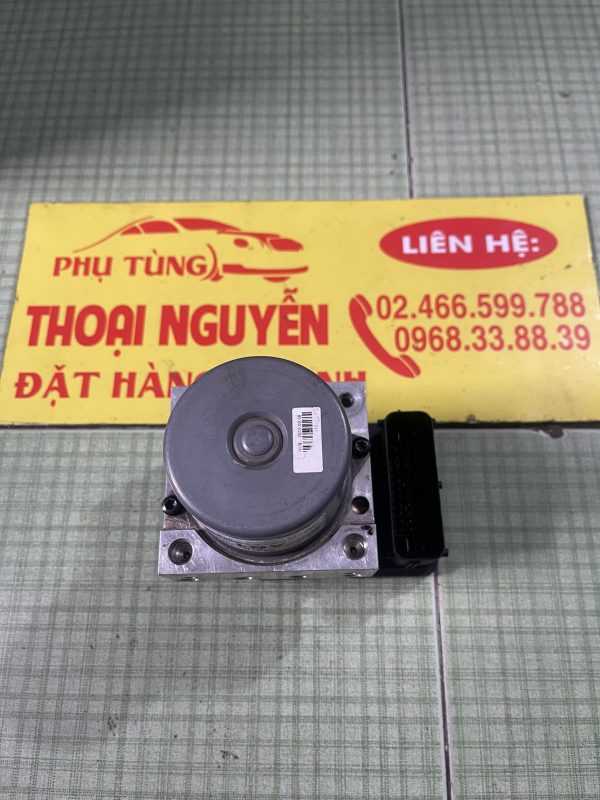 PHỤ TÙNG
THOẠI NGUYỄN
ĐẶT HÀNG
LIÊN HỆ:
02.466.599.788
0968.33.88.39